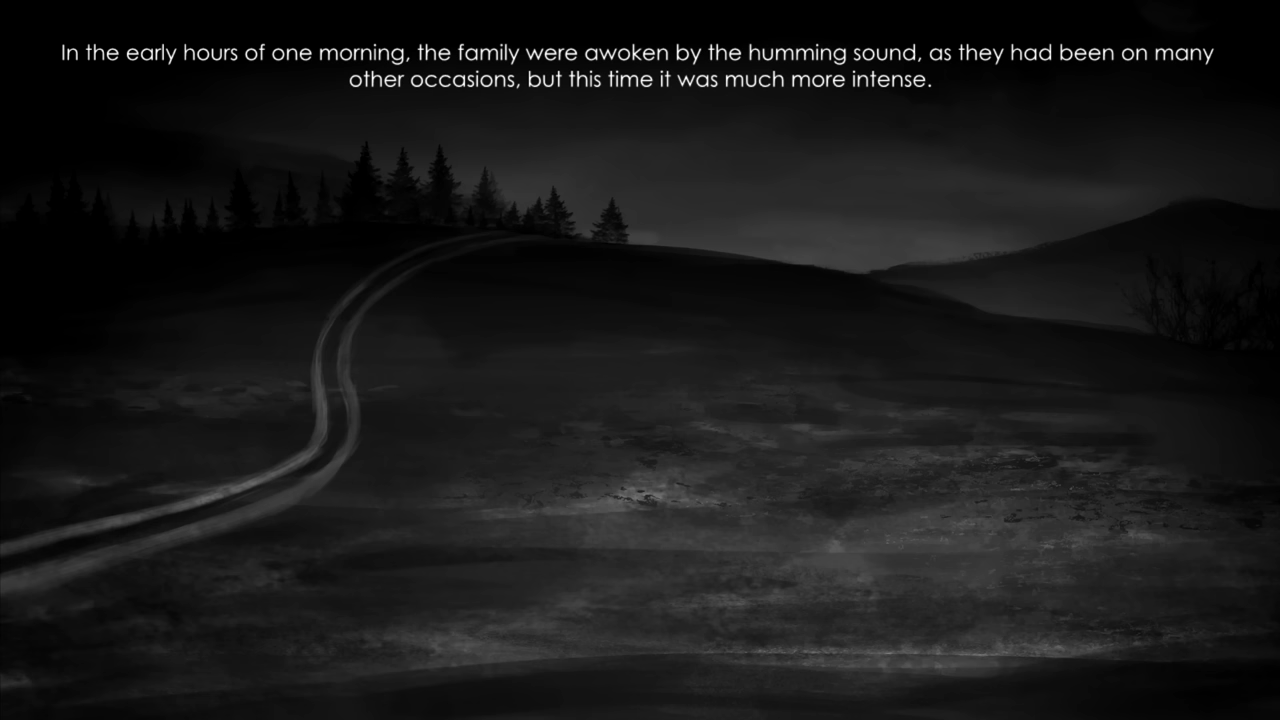 In the early hours of one morning, the family were awoken by the humming sound, as they had been on many
other occasions, but this time it was much more intense.